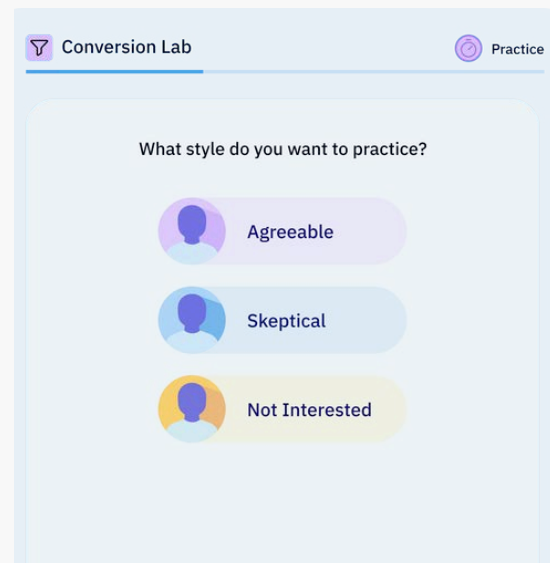 Conversion Lab
Practice
What style do you want to practice?
Agreeable
Skeptical
Not Interested